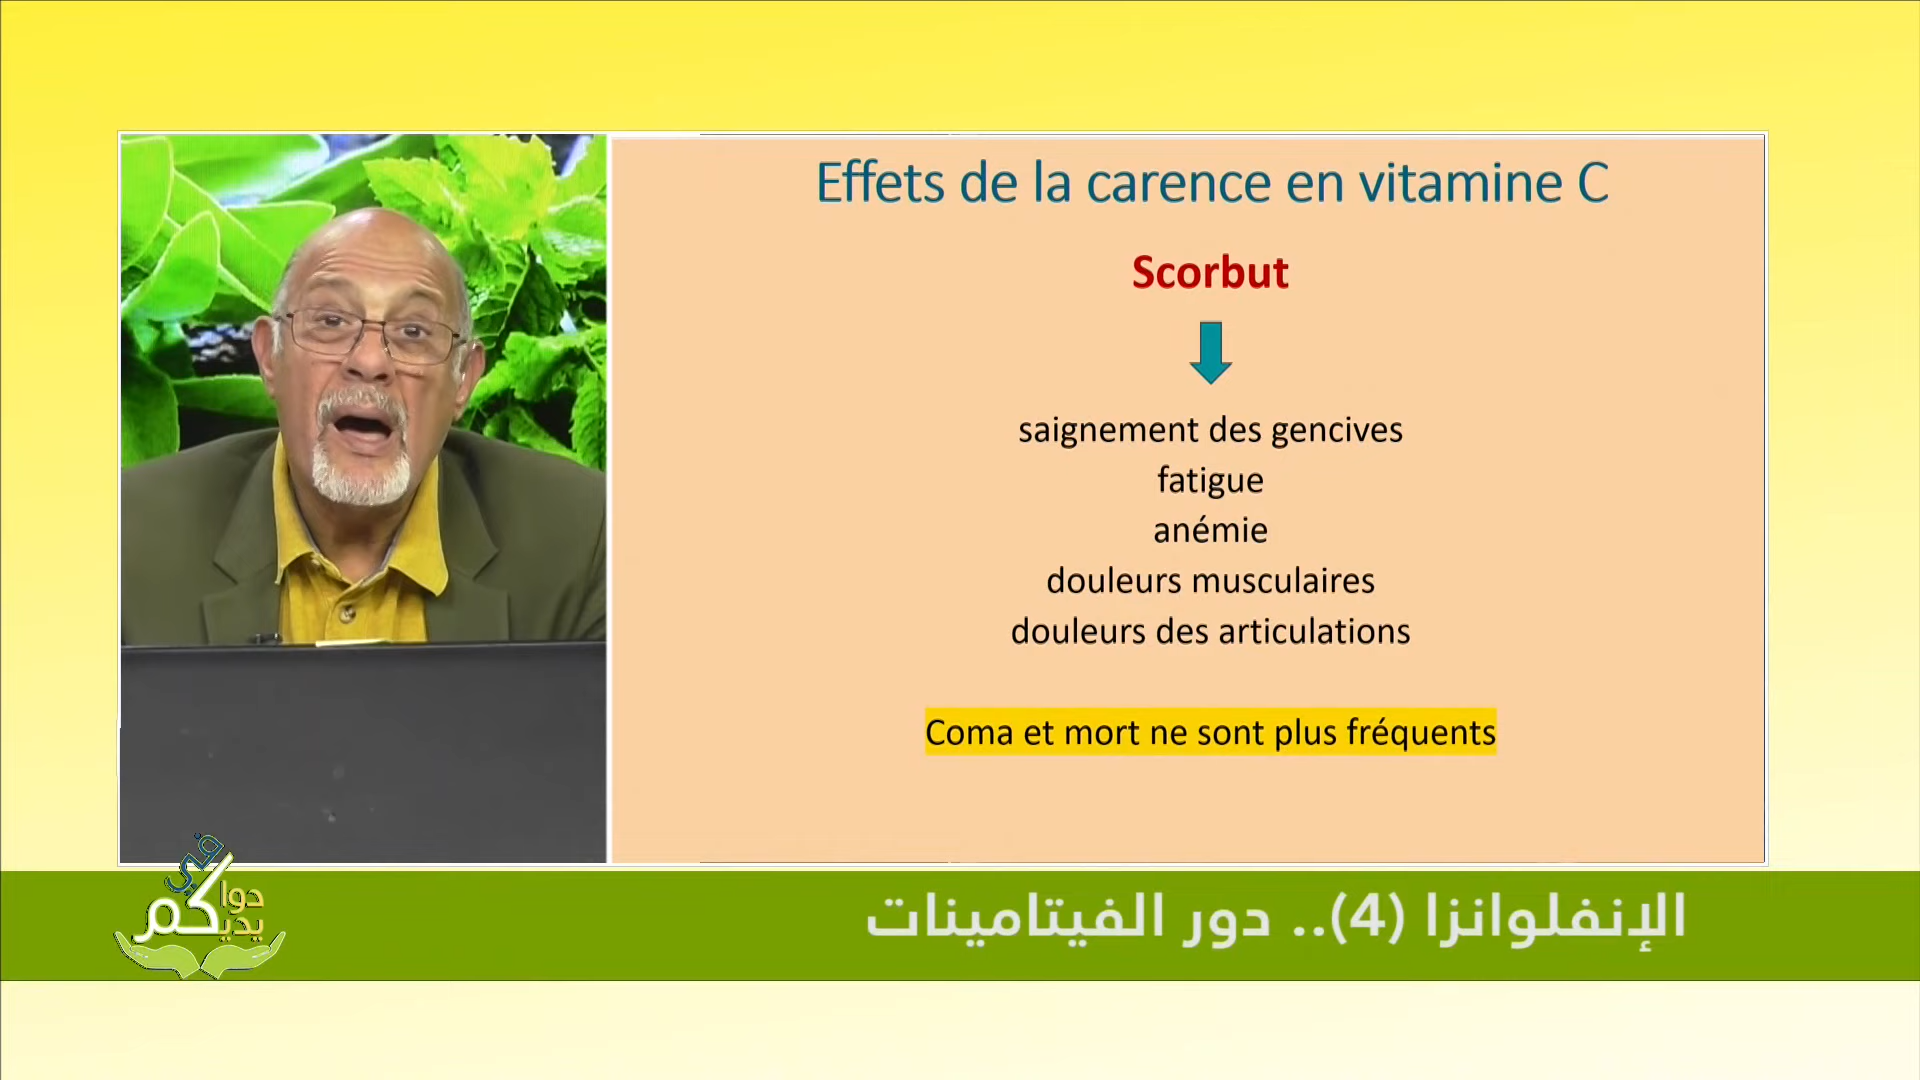 Effets de la carence en vitamine C
Scorbut
saignement des gencives
fatigue
anémie
douleurs musculaires
douleurs des articulations
Coma et mort ne sont plus fréquents
الإنفلوانزا (4).. دور الفيتامينات
دواكم في يديكم